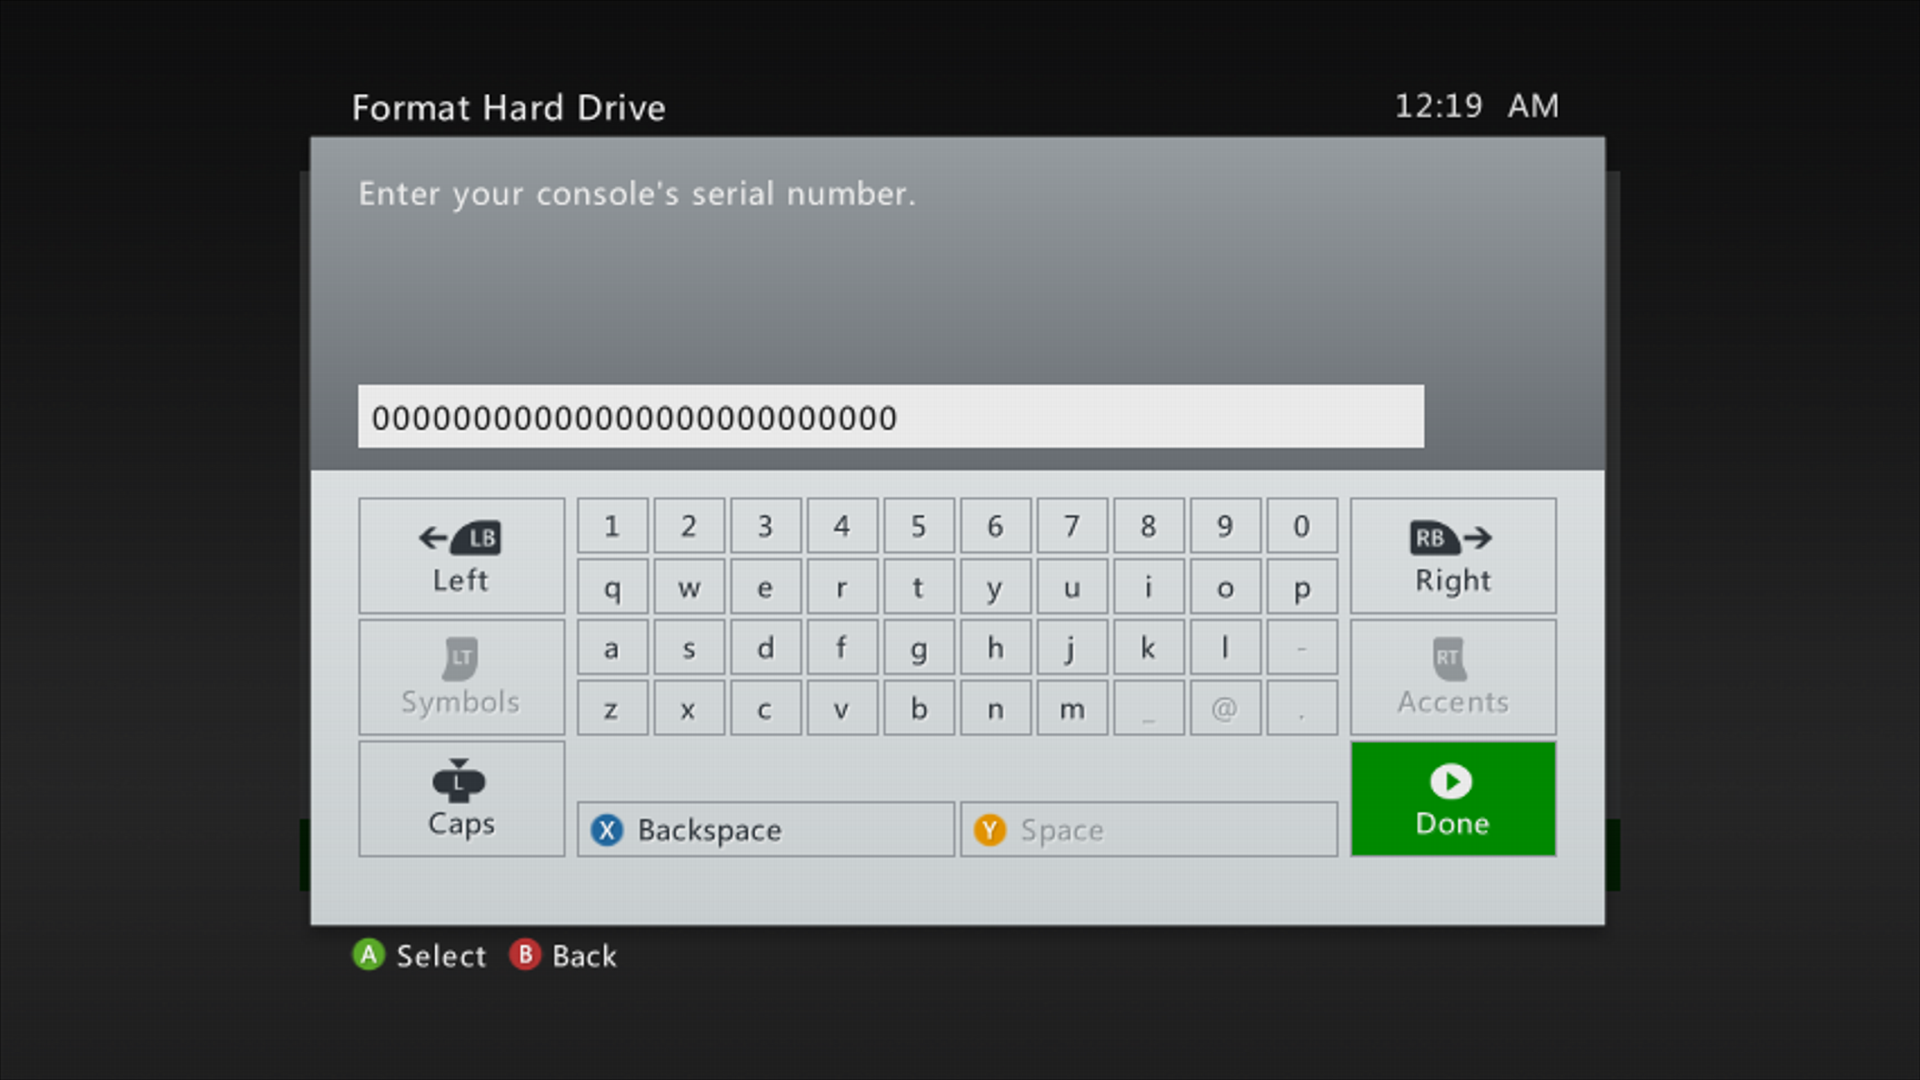 Format Hard Drive 12:19 AM
Enter your console's serial number.
00000000000000000000000000
LB RB
1 2 3 4 5 6 7 8 9 0
Left Right
q w e r t y u i o p
a s d f g h j k l -
LT RT
Symbols Accents
z x c v b n m _ @ .
L
Caps Done
X Backspace Y Space
A Select B Back